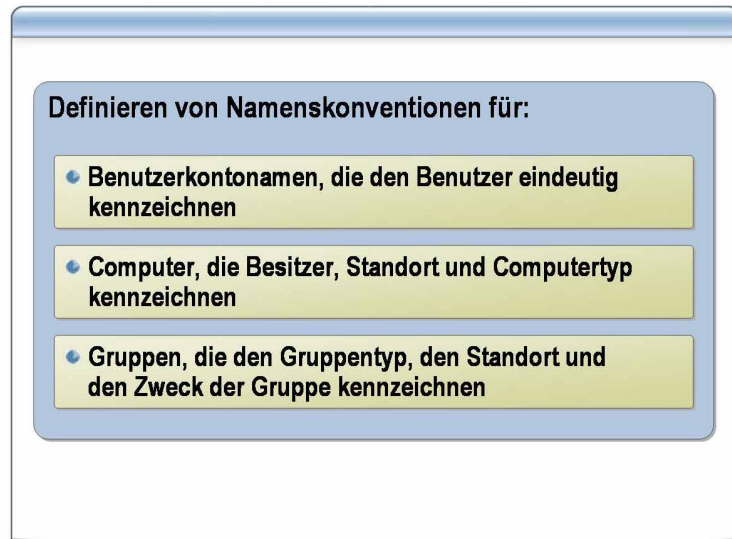 Definieren von Namenskonventionen für:
Benutzerkontonamen, die den Benutzer eindeutig
kennzeichnen
Computer, die Besitzer, Standort und Computertyp
kennzeichnen
Gruppen, die den Gruppentyp, den Standort und
den Zweck der Gruppe kennzeichnen